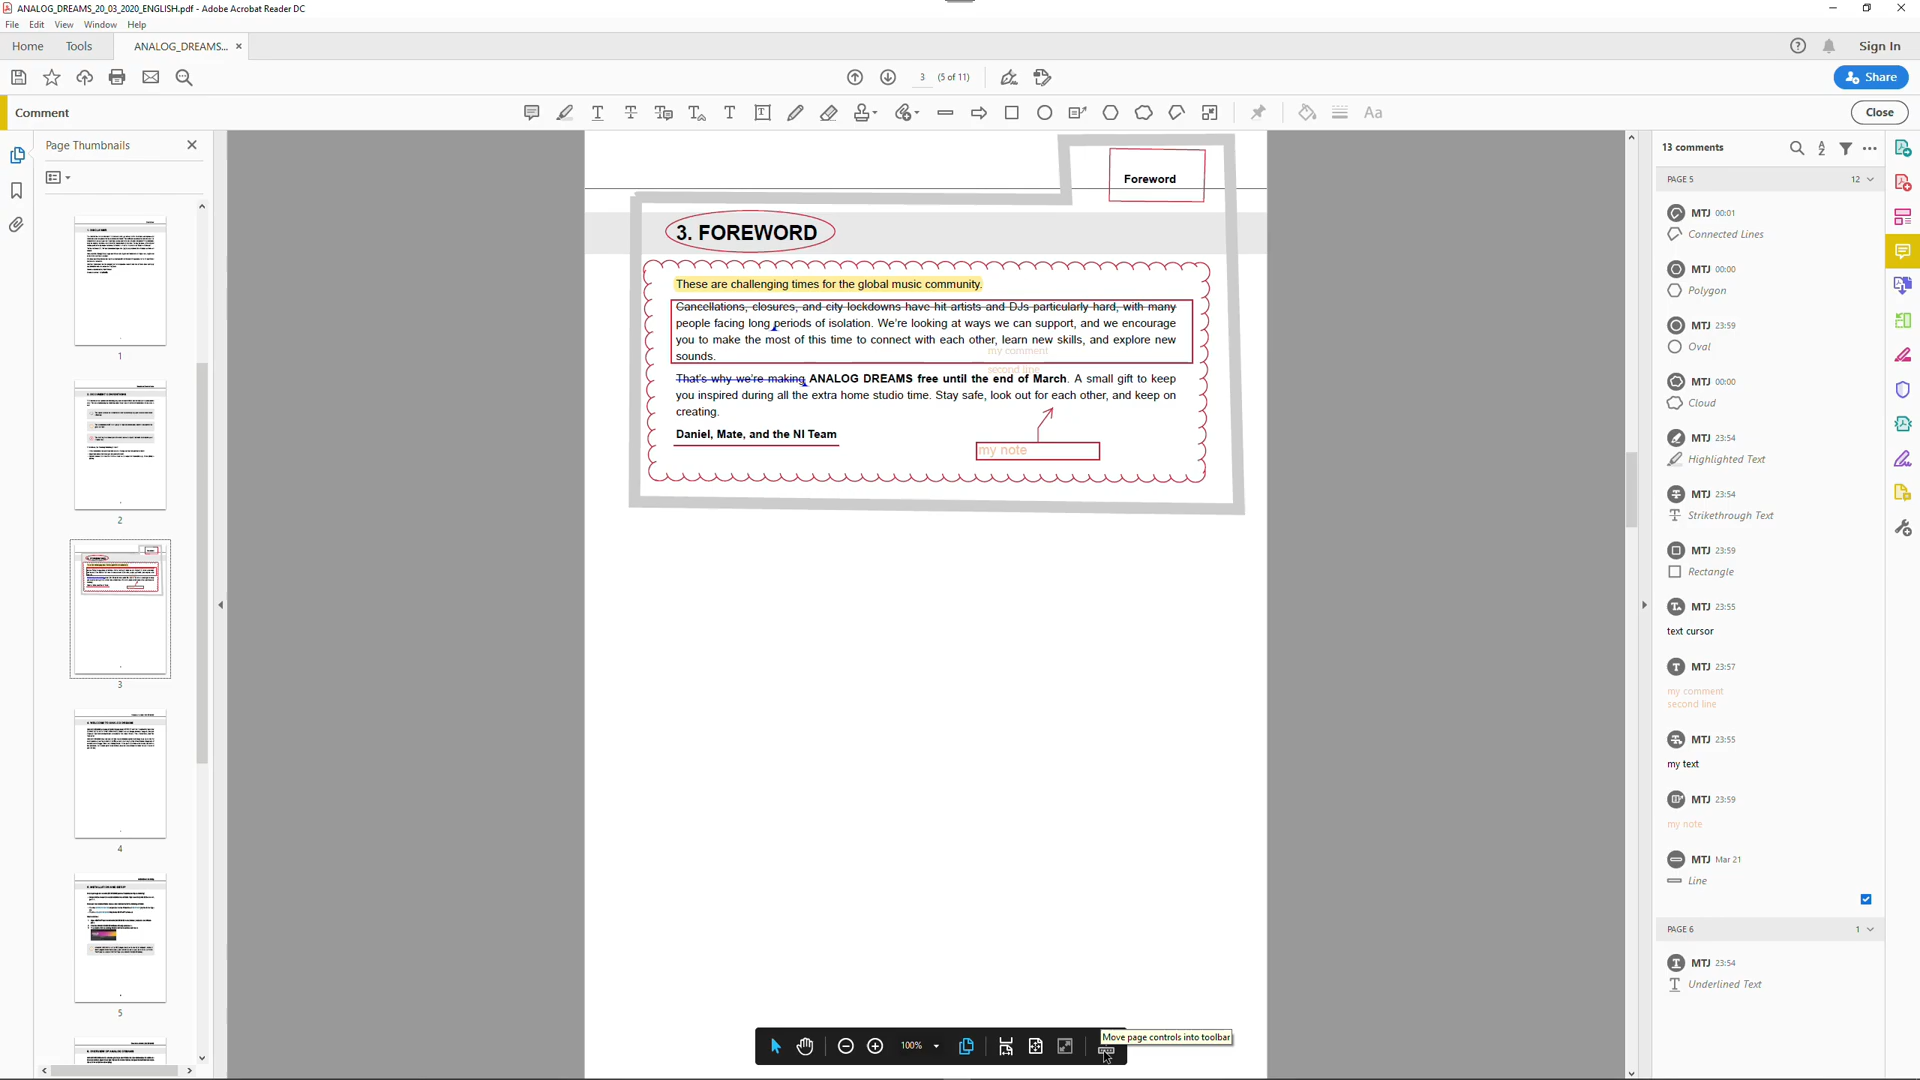 ANALOG_DREAMS_20_03_2020_ENGLISH.pdf - Adobe Acrobat Reader DC
File Edit View Window Help
Home Tools ANALOG_DREAMS... ×
Sign In
3 (5 of 11)
Share
Comment
Aa
Close
Page Thumbnails
1
2
3
4
5
Foreword
3. FOREWORD
These are challenging times for the global music community.
Cancellations, closures, and city lockdowns have hit artists and DJs particularly hard, with many
people facing long periods of isolation. We're looking at ways we can support, and we encourage
you to make the most of this time to connect with each other, learn new skills, and explore new
my comment
sounds.
second line
That's why we're making ANALOG DREAMS free until the end of March. A small gift to keep
you inspired during all the extra home studio time. Stay safe, look out for each other, and keep on
creating.
Daniel, Mate, and the NI Team
my note
100%
Move page controls into toolbar
13 comments
PAGE 5 12
MTJ 00:01
Connected Lines
MTJ 00:00
Polygon
MTJ 23:59
Oval
MTJ 00:00
Cloud
MTJ 23:54
Highlighted Text
MTJ 23:54
Strikethrough Text
MTJ 23:59
Rectangle
MTJ 23:55
text cursor
MTJ 23:57
my comment
second line
MTJ 23:55
my text
MTJ 23:59
my note
MTJ Mar 21
Line
PAGE 6 1
MTJ 23:54
Underlined Text